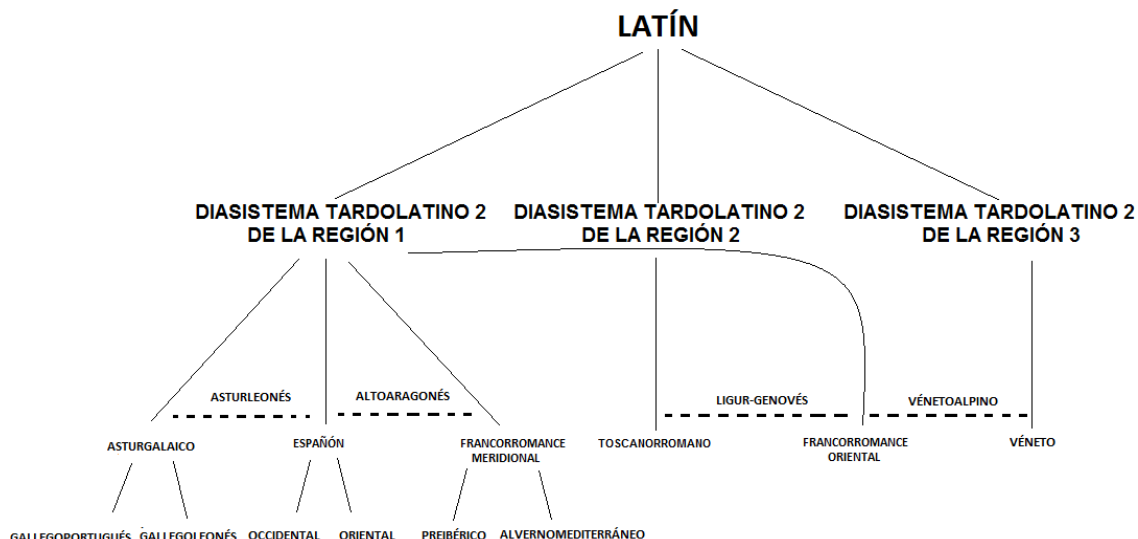 LATÍN
DIASISTEMA TARDOLATINO 2
DE LA REGIÓN 1
DIASISTEMA TARDOLATINO 2
DE LA REGIÓN 2
DIASISTEMA TARDOLATINO 2
DE LA REGIÓN 3
ASTURLEONÉS
ALTOARAGONÉS
LIGUR-GENOVÉS
VÉNETOALPINO
ASTURGALAICO
ESPAÑÓN
FRANCORROMANCE
MERIDIONAL
TOSCANORROMANO
FRANCORROMANCE
ORIENTAL
VÉNETO
GALLEGOPORTUGUÉS
GALLEGOLEONÉS
OCCIDENTAL
ORIENTAL
PREIBÉRICO
ALVERNOMEDITERRÁNEO